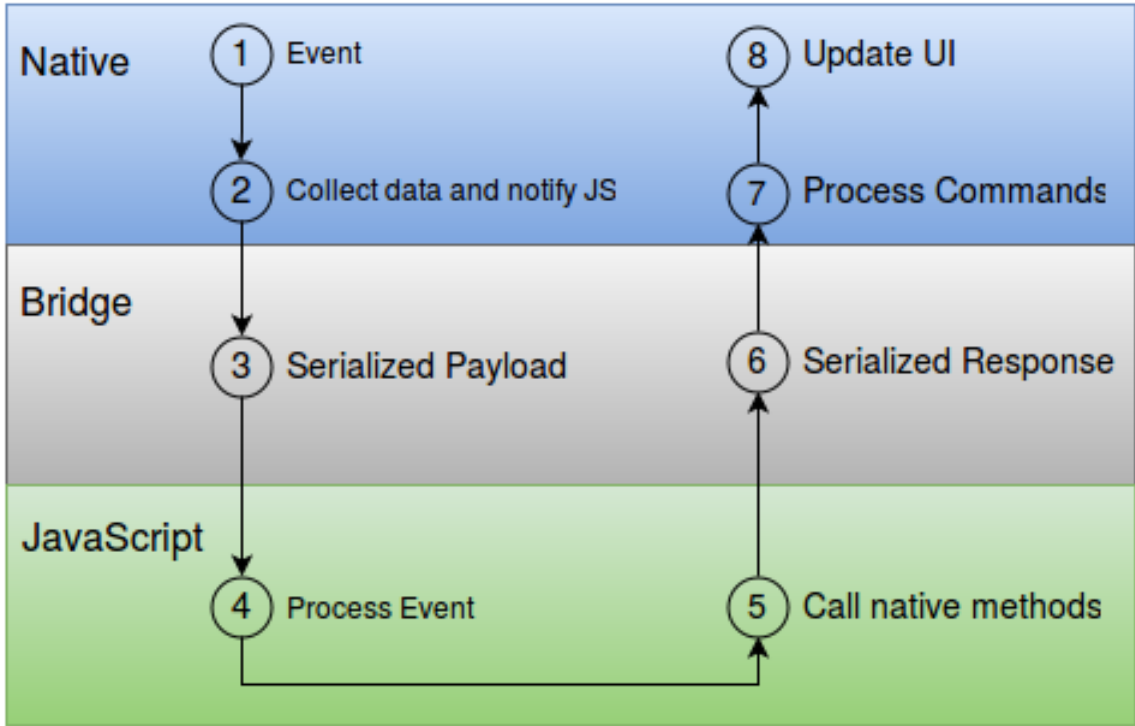 Native
1 Event
8 Update UI
2 Collect data and notify JS
7 Process Commands
Bridge
3 Serialized Payload
6 Serialized Response
JavaScript
4 Process Event
5 Call native methods